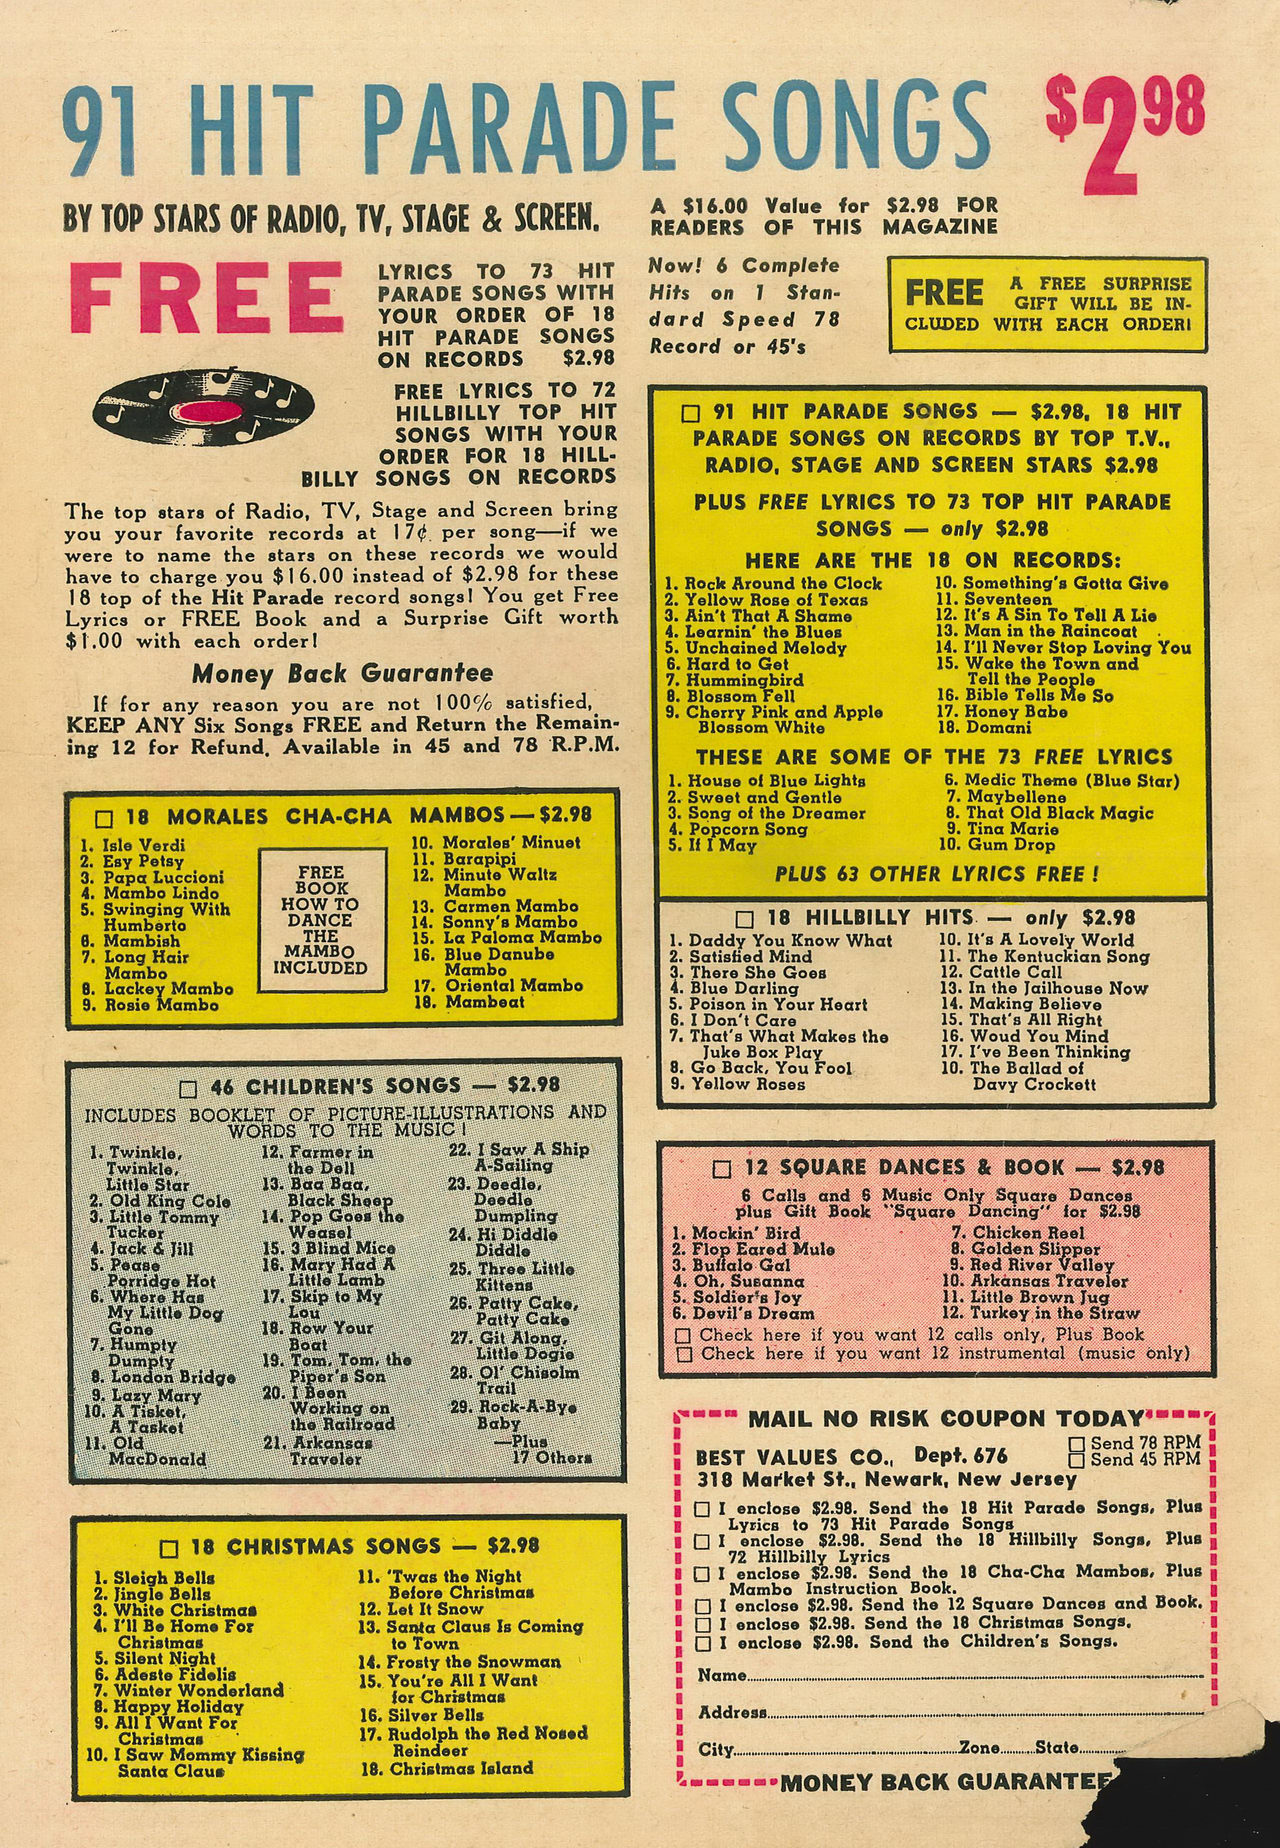 91 HIT PARADE SONGS $2.98
BY TOP STARS OF RADIO, TV, STAGE & SCREEN.
A $16.00 Value for $2.98 FOR
READERS OF THIS MAGAZINE
FREE
LYRICS TO 73 HIT
PARADE SONGS WITH
YOUR ORDER OF 18
HIT PARADE SONGS
ON RECORDS $2.98
FREE LYRICS TO 72
HILLBILLY TOP HIT
SONGS WITH YOUR
ORDER FOR 18 HILL-
BILLY SONGS ON RECORDS
Now! 6 Complete
Hits on 1 Stan-
dard Speed 78
Record or 45's
FREE A FREE SURPRISE
GIFT WILL BE IN-
CLUDED WITH EACH ORDER!
The top stars of Radio, TV, Stage and Screen bring
you your favorite records at 17¢ per song—if we
were to name the stars on these records we would
have to charge you $16.00 instead of $2.98 for these
18 top of the Hit Parade record songs! You get Free
Lyrics or FREE Book and a Surprise Gift worth
$1.00 with each order!
Money Back Guarantee
If for any reason you are not 100% satisfied,
KEEP ANY Six Songs FREE and Return the Remain-
ing 12 for Refund. Available in 45 and 78 R.P.M.
18 MORALES CHA-CHA MAMBOS — $2.98
1. Isle Verdi
2. Esy Petsy
3. Papa Luccioni
4. Mambo Lindo
5. Swinging With
Humberto
6. Mambish
7. Long Hair
Mambo
8. Lackey Mambo
9. Rosie Mambo
FREE
BOOK
HOW TO
DANCE
THE
MAMBO
INCLUDED
10. Morales' Minuet
11. Barapipi
12. Minute Waltz
Mambo
13. Carmen Mambo
14. Sonny's Mambo
15. La Paloma Mambo
16. Blue Danube
Mambo
17. Oriental Mambo
18. Mambeat
46 CHILDREN'S SONGS — $2.98
INCLUDES BOOKLET OF PICTURE-ILLUSTRATIONS AND
WORDS TO THE MUSIC!
1. Twinkle,
Twinkle,
Little Star
2. Old King Cole
3. Little Tommy
Tucker
4. Jack & Jill
5. Pease
Porridge Hot
6. Where Has
My Little Dog
Gone
7. Humpty
Dumpty
8. London Bridge
9. Lazy Mary
10. A Tisket,
A Tasket
11. Old
MacDonald
12. Farmer in
the Dell
13. Baa Baa,
Black Sheep
14. Pop Goes the
Weasel
15. 3 Blind Mice
16. Mary Had A
Little Lamb
17. Skip to My
Lou
18. Row Your
Boat
19. Tom, Tom, the
Piper's Son
20. I Been
Working on
the Railroad
21. Arkansas
Traveler
22. I Saw A Ship
A-Sailing
23. Deedle,
Deedle
Dumpling
24. Hi Diddle
Diddle
25. Three Little
Kittens
26. Patty Cake,
Patty Cake
27. Git Along,
Little Dogie
28. Ol' Chisolm
Trail
29. Rock-A-Bye
Baby
—Plus
17 Others
18 CHRISTMAS SONGS — $2.98
1. Sleigh Bells
2. Jingle Bells
3. White Christmas
4. I'll Be Home For
Christmas
5. Silent Night
6. Adeste Fidelis
7. Winter Wonderland
8. Happy Holiday
9. All I Want For
Christmas
10. I Saw Mommy Kissing
Santa Claus
11. 'Twas the Night
Before Christmas
12. Let It Snow
13. Santa Claus Is Coming
to Town
14. Frosty the Snowman
15. You're All I Want
for Christmas
16. Silver Bells
17. Rudolph the Red Nosed
Reindeer
18. Christmas Island
91 HIT PARADE SONGS — $2.98, 18 HIT
PARADE SONGS ON RECORDS BY TOP T.V.,
RADIO, STAGE AND SCREEN STARS $2.98
PLUS FREE LYRICS TO 73 TOP HIT PARADE
SONGS — only $2.98
HERE ARE THE 18 ON RECORDS:
1. Rock Around the Clock
2. Yellow Rose of Texas
3. Ain't That A Shame
4. Learnin' the Blues
5. Unchained Melody
6. Hard to Get
7. Hummingbird
8. Blossom Fell
9. Cherry Pink and Apple
Blossom White
10. Something's Gotta Give
11. Seventeen
12. It's A Sin To Tell A Lie
13. Man in the Raincoat
14. I'll Never Stop Loving You
15. Wake the Town and
Tell the People
16. Bible Tells Me So
17. Honey Babe
18. Domani
THESE ARE SOME OF THE 73 FREE LYRICS
1. House of Blue Lights
2. Sweet and Gentle
3. Song of the Dreamer
4. Popcorn Song
5. If I May
6. Medic Theme (Blue Star)
7. Maybellene
8. That Old Black Magic
9. Tina Marie
10. Gum Drop
PLUS 63 OTHER LYRICS FREE !
18 HILLBILLY HITS — only $2.98
1. Daddy You Know What
2. Satisfied Mind
3. There She Goes
4. Blue Darling
5. Poison in Your Heart
6. I Don't Care
7. That's What Makes the
Juke Box Play
8. Go Back, You Fool
9. Yellow Roses
10. It's A Lovely World
11. The Kentuckian Song
12. Cattle Call
13. In the Jailhouse Now
14. Making Believe
15. That's All Right
16. Woud You Mind
17. I've Been Thinking
10. The Ballad of
Davy Crockett
12 SQUARE DANCES & BOOK — $2.98
6 Calls and 6 Music Only Square Dances
plus Gift Book "Square Dancing" for $2.98
1. Mockin' Bird
2. Flop Eared Mule
3. Buffalo Gal
4. Oh, Susanna
5. Soldier's Joy
6. Devil's Dream
7. Chicken Reel
8. Golden Slipper
9. Red River Valley
10. Arkansas Traveler
11. Little Brown Jug
12. Turkey in the Straw
Check here if you want 12 calls only, Plus Book
Check here if you want 12 instrumental (music only)
MAIL NO RISK COUPON TODAY
BEST VALUES CO., Dept. 676
318 Market St., Newark, New Jersey
Send 78 RPM
Send 45 RPM
I enclose $2.98. Send the 18 Hit Parade Songs, Plus
Lyrics to 73 Hit Parade Songs
I enclose $2.98. Send the 18 Hillbilly Songs, Plus
72 Hillbilly Lyrics
I enclose $2.98. Send the 18 Cha-Cha Mambos, Plus
Mambo Instruction Book.
I enclose $2.98. Send the 12 Square Dances and Book.
I enclose $2.98. Send the 18 Christmas Songs.
I enclose $2.98. Send the Children's Songs.
Name
Address
City Zone State
MONEY BACK GUARANTEE